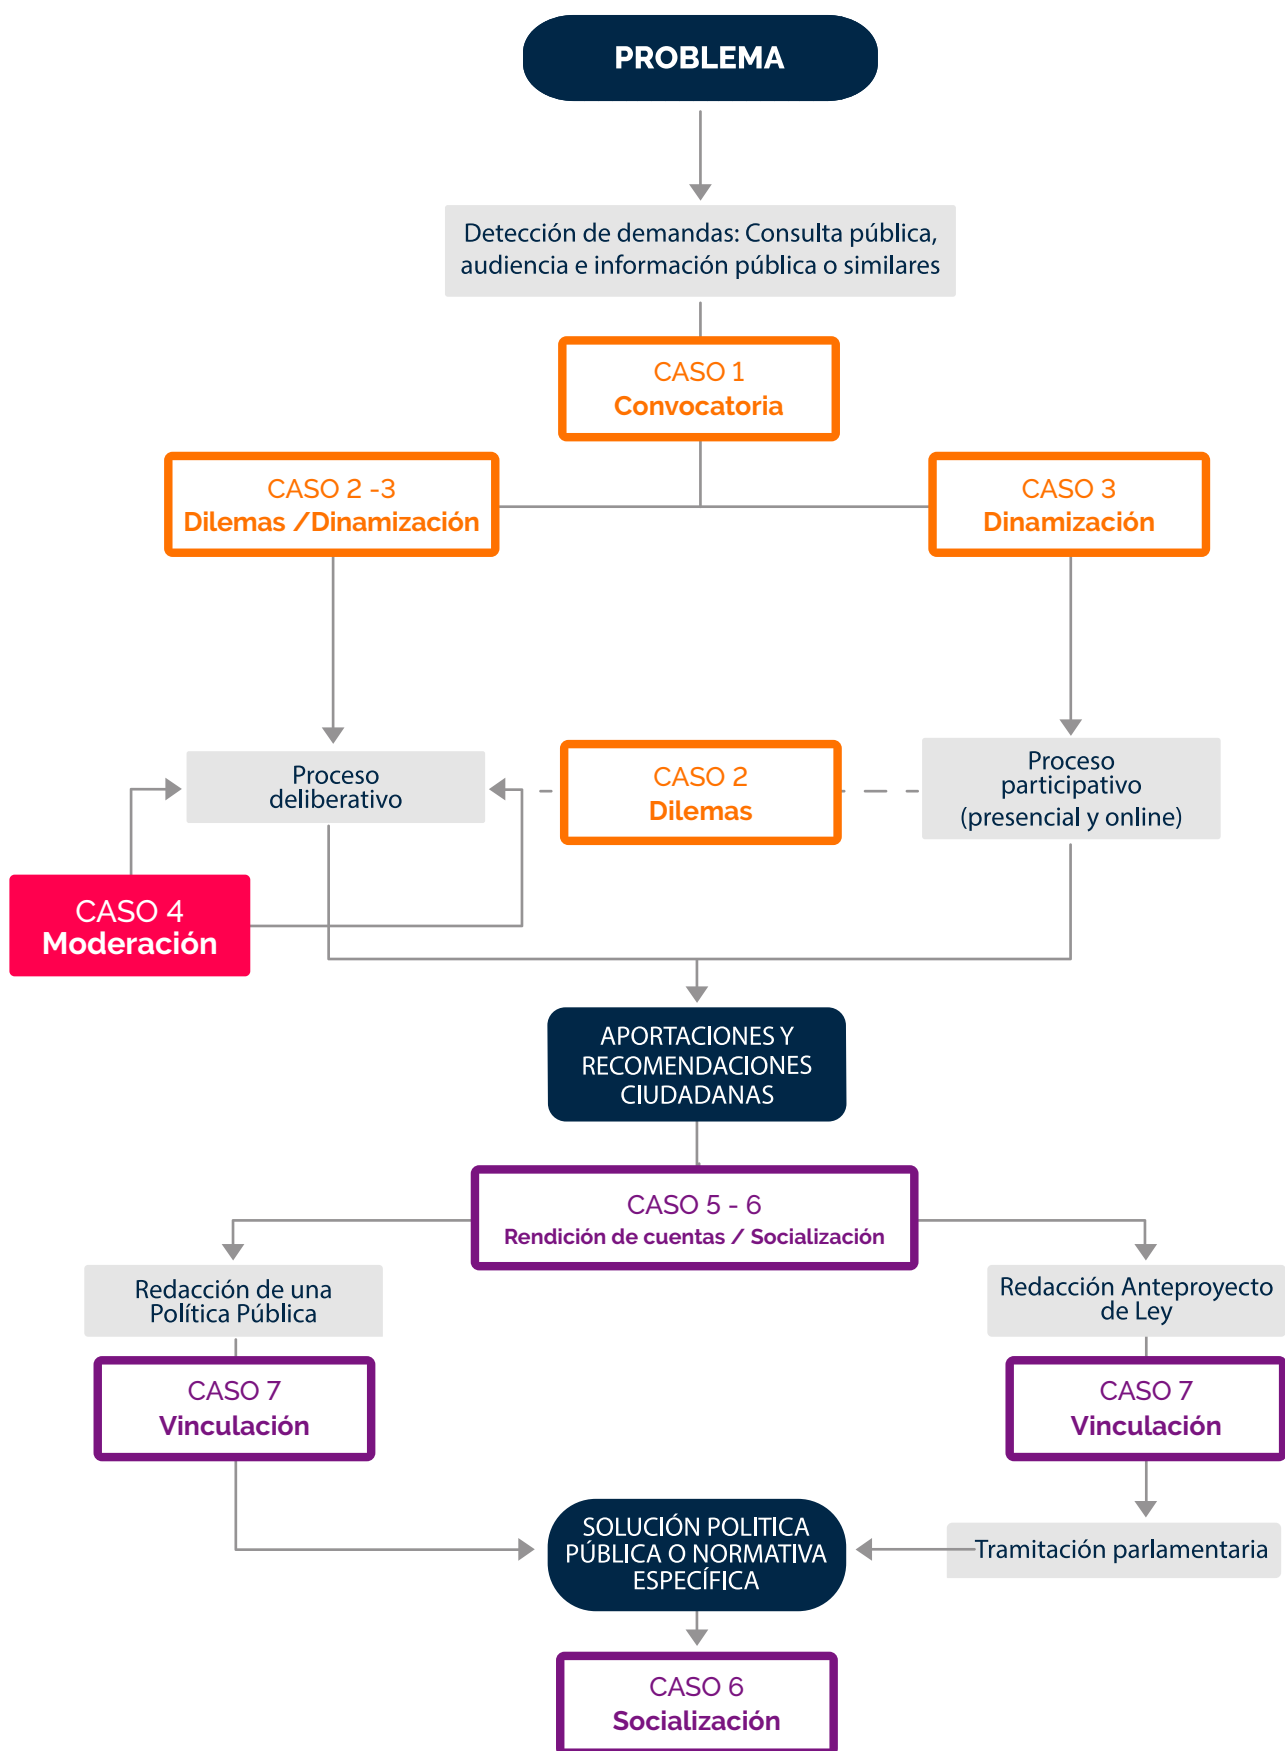 PROBLEMA
Detección de demandas: Consulta pública,
audiencia e información pública o similares
CASO 1
Convocatoria
CASO 2 -3
Dilemas /Dinamización
CASO 3
Dinamización
Proceso
deliberativo
CASO 2
Dilemas
Proceso
participativo
(presencial y online)
CASO 4
Moderación
APORTACIONES Y
RECOMENDACIONES
CIUDADANAS
CASO 5 - 6
Rendición de cuentas / Socialización
Redacción de una
Política Pública
Redacción Anteproyecto
de Ley
CASO 7
Vinculación
CASO 7
Vinculación
SOLUCIÓN POLITICA
PÚBLICA O NORMATIVA
ESPECÍFICA
Tramitación parlamentaria
CASO 6
Socialización